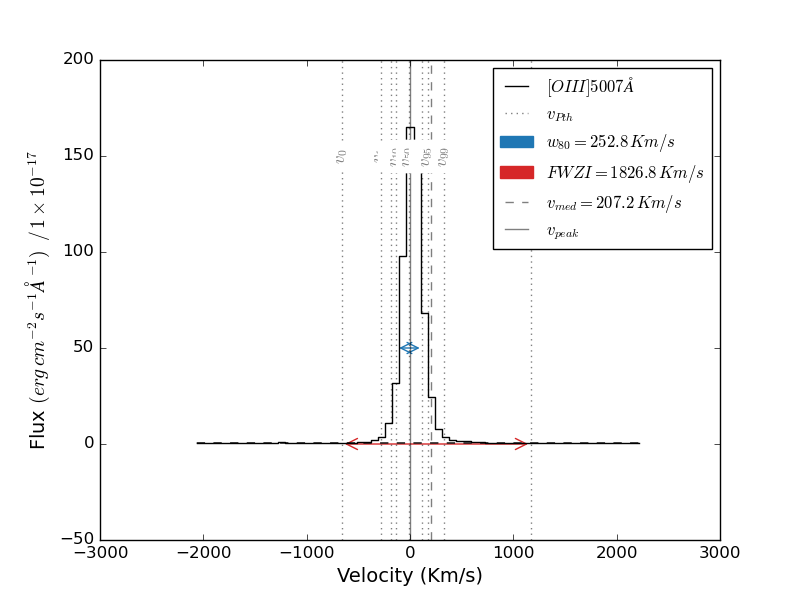 200
150
100
50
0
−50
−3000 −2000 −1000 0 1000 2000 3000
Velocity (Km/s)
Flux (erg cm⁻² s⁻¹ Å⁻¹) / 1 × 10⁻¹⁷
v₀ v₅₀ v₉₅ v₉₉
[OIII]5007Å
v_Pth
w₈₀ = 252.8 Km/s
FWZI = 1826.8 Km/s
v_med = 207.2 Km/s
v_peak